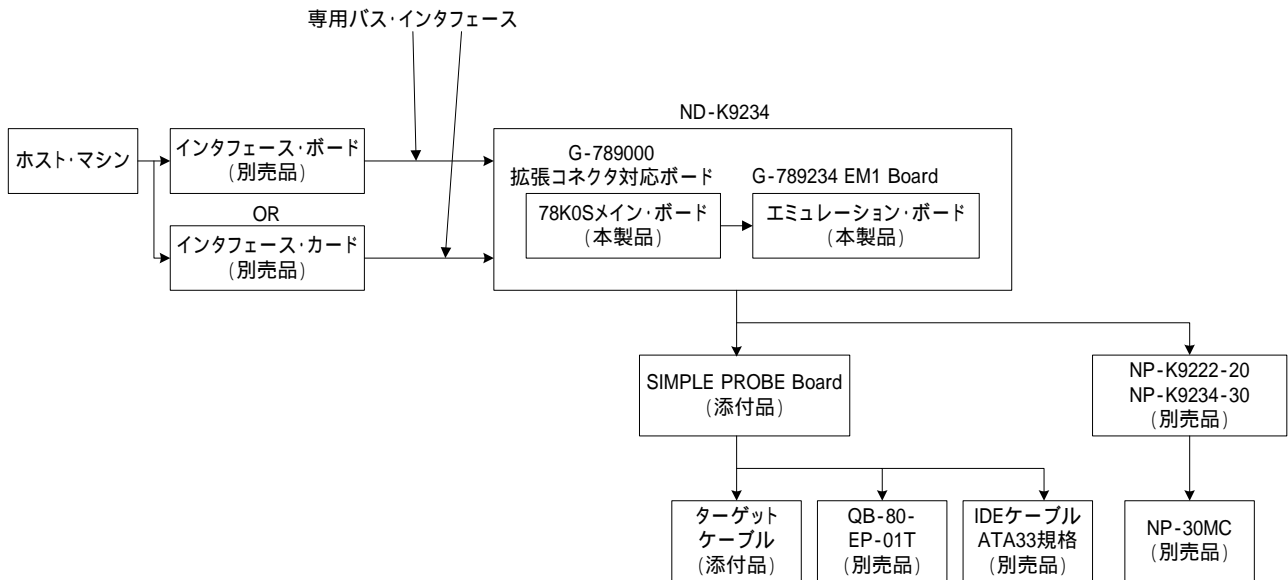 専用バス・インタフェース
ND-K9234
ホスト・マシン
インタフェース・ボード
(別売品)
OR
インタフェース・カード
(別売品)
G-789000
拡張コネクタ対応ボード
78K0Sメイン・ボード
(本製品)
G-789234 EM1 Board
エミュレーション・ボード
(本製品)
SIMPLE PROBE Board
(添付品)
NP-K9222-20
NP-K9234-30
(別売品)
ターゲット
ケーブル
(添付品)
QB-80-
EP-01T
(別売品)
IDEケーブル
ATA33規格
(別売品)
NP-30MC
(別売品)